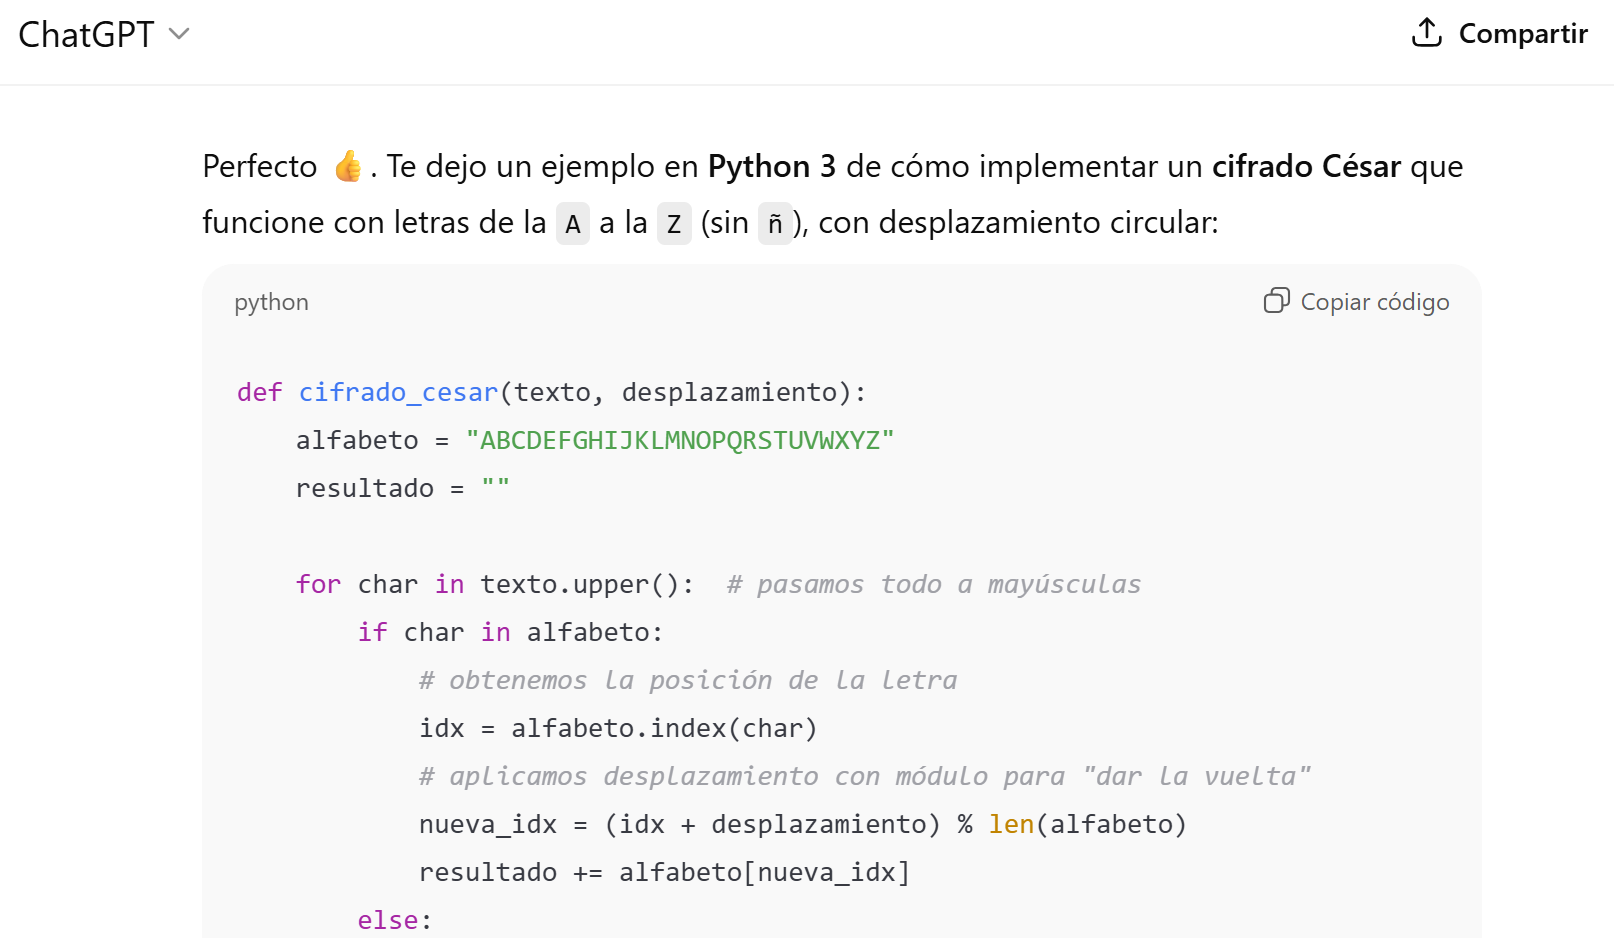 ChatGPT
Compartir
Perfecto 👍. Te dejo un ejemplo en Python 3 de cómo implementar un cifrado César que
funcione con letras de la A a la Z (sin ñ), con desplazamiento circular:
python
Copiar código
def cifrado_cesar(texto, desplazamiento):
    alfabeto = "ABCDEFGHIJKLMNOPQRSTUVWXYZ"
    resultado = ""
    for char in texto.upper():  # pasamos todo a mayúsculas
        if char in alfabeto:
            # obtenemos la posición de la letra
            idx = alfabeto.index(char)
            # aplicamos desplazamiento con módulo para "dar la vuelta"
            nueva_idx = (idx + desplazamiento) % len(alfabeto)
            resultado += alfabeto[nueva_idx]
        else: